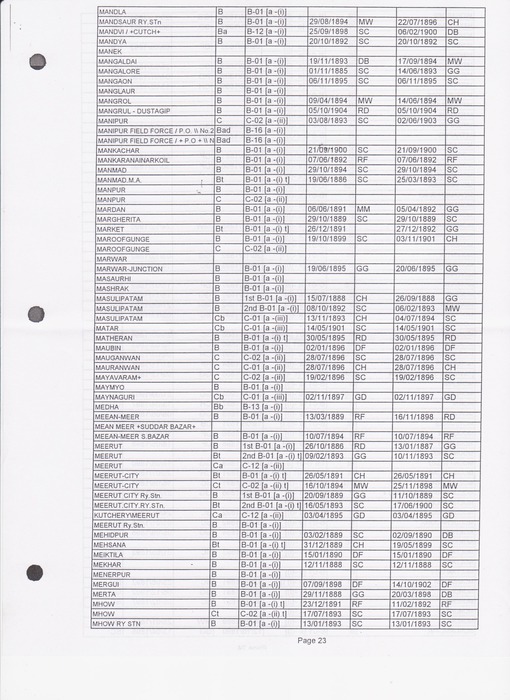 MANDLA B B-01 [a -(i)]
MANDSAUR RY.STn B B-01 [a -(i)] 29/08/1894 MW 22/07/1896 CH
MANDVI / +CUTCH+ Ba B-12 [a -(i)] 25/09/1898 SC 06/02/1900 DB
MANDYA B B-01 [a -(i)] 20/10/1892 SC 20/10/1892 SC
MANEK
MANGALDAI B B-01 [a -(i)] 19/11/1893 DB 17/09/1894 MW
MANGALORE B B-01 [a -(i)] 01/11/1885 SC 14/06/1893 GG
MANGAON B B-01 [a -(i)] 06/11/1895 SC 06/11/1895 SC
MANGLAUR B B-01 [a -(i)]
MANGROL B B-01 [a -(i)] 09/04/1894 MW 14/06/1894 MW
MANGRUL - DUSTAGIP B B-01 [a -(i)] 05/10/1904 RD 05/10/1904 RD
MANIPUR C C-02 [a -(ii)] 03/08/1893 SC 02/06/1903 GG
MANIPUR FIELD FORCE / P.O. \\ No.2 Bad B-16 [a -(i)]
MANIPUR FIELD FORCE / + P.O + \\ N Bad B-16 [a -(i)]
MANKACHAR B B-01 [a -(i)] 21/09/1900 SC 21/09/1900 SC
MANKARANAINARKOIL B B-01 [a -(i)] 07/06/1892 RF 07/06/1892 RF
MANMAD B B-01 [a -(i)] 29/10/1894 SC 29/10/1894 SC
MANMAD.M.A. Bt B-01 [a -(i) t] 19/06/1886 SC 25/03/1893 SC
MANPUR B B-01 [a -(i)]
MANPUR C C-02 [a -(ii)]
MARDAN B B-01 [a -(i)] 06/06/1891 MM 05/04/1892 GG
MARGHERITA B B-01 [a -(i)] 29/10/1889 SC 29/10/1889 SC
MARKET Bt B-01 [a -(i) t] 26/12/1891 27/12/1892 GG
MAROOFGUNGE B B-01 [a -(i)] 19/10/1899 SC 03/11/1901 CH
MAROOFGUNGE C C-02 [a -(ii)]
MARWAR
MARWAR-JUNCTION B B-01 [a -(i)] 19/06/1895 GG 20/06/1895 GG
MASAURHI B B-01 [a -(i)]
MASHRAK B B-01 [a -(i)]
MASULIPATAM B 1st B-01 [a -(i)] 15/07/1888 CH 26/09/1888 GG
MASULIPATAM B 2nd B-01 [a -(i)] 08/10/1892 SC 06/02/1893 MW
MASULIPATAM Cb C-01 [a -(iii)] 13/11/1893 CH 04/07/1894 SC
MATAR Cb C-01 [a -(iii)] 14/05/1901 SC 14/05/1901 SC
MATHERAN Bt B-01 [a -(i) t] 30/05/1895 RD 30/05/1895 RD
MAUBIN B B-01 [a -(i)] 02/01/1896 DF 02/01/1896 DF
MAUGANWAN C C-02 [a -(ii)] 28/07/1896 SC 28/07/1896 SC
MAURANWAN C C-01 [a -(ii)] 28/07/1896 CH 28/07/1896 CH
MAYAVARAM+ C C-02 [a -(ii)] 19/02/1896 SC 19/02/1896 SC
MAYMYO B B-01 [a -(i)]
MAYNAGURI Cb C-01 [a -(iii)] 02/11/1897 GD 02/11/1897 GD
MEDHA Bb B-13 [a -(i)]
MEEAN-MEER B B-01 [a -(i)] 13/03/1889 RF 16/11/1898 RD
MEAN MEER +SUDDAR BAZAR+
MEEAN-MEER S.BAZAR B B-01 [a -(i)] 10/07/1894 RF 10/07/1894 RF
MEERUT B 1st B-01 [a -(i)] 26/10/1886 RD 13/01/1887 GG
MEERUT Bt 2nd B-01 [a -(i) t] 09/02/1893 GG 10/11/1893 SC
MEERUT Ca C-12 [a -(ii)]
MEERUT-CITY Bt B-01 [a -(i) t] 26/05/1891 CH 26/05/1891 CH
MEERUT-CITY Ct C-02 [a -(ii) t] 16/10/1894 MW 25/11/1898 MW
MEERUT CITY Ry.Stn. B 1st B-01 [a -(i)] 20/09/1889 GG 11/10/1889 SC
MEERUT.CITY.RY.STn. Bt 2nd B-01 [a -(i) t] 16/05/1893 SC 17/06/1900 SC
KUTCHERYMEERUT Ca C-12 [a -(ii)] 03/04/1895 GD 03/04/1895 GD
MEERUT Ry.Stn. B B-01 [a -(i)]
MEHIDPUR B B-01 [a -(i)] 03/02/1889 SC 02/09/1890 DB
MEHSANA Bt B-01 [a -(i) t] 31/12/1889 CH 19/05/1899 SC
MEIKTILA B B-01 [a -(i)] 15/01/1890 DF 15/01/1890 DF
MEKHAR B B-01 [a -(i)] 12/11/1888 SC 12/11/1888 SC
MENERPUR B B-01 [a -(i)]
MERGUI B B-01 [a -(i)] 07/09/1898 DF 14/10/1902 DF
MERTA B B-01 [a -(i)] 29/11/1888 GG 20/03/1898 DB
MHOW B B-01 [a -(i) t] 23/12/1891 RF 11/02/1892 RF
MHOW Ct C-02 [a -(ii) t] 17/07/1893 SC 17/07/1893 SC
MHOW RY STN B B-01 [a -(i)] 13/01/1893 SC 13/01/1893 SC
Page 23